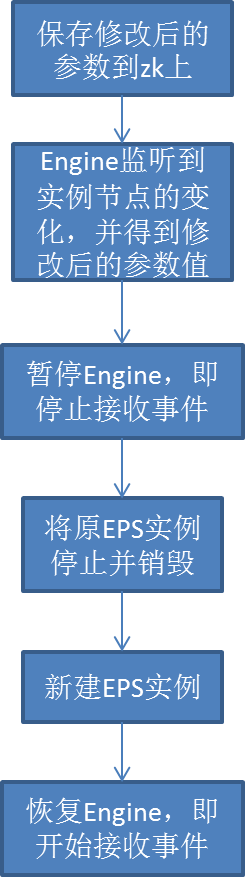 保存修改后的
参数到zk上
Engine监听到
实例节点的变
化，并得到修
改后的参数值
暂停Engine，即
停止接收事件
将原EPS实例
停止并销毁
新建EPS实例
恢复Engine，即
开始接收事件